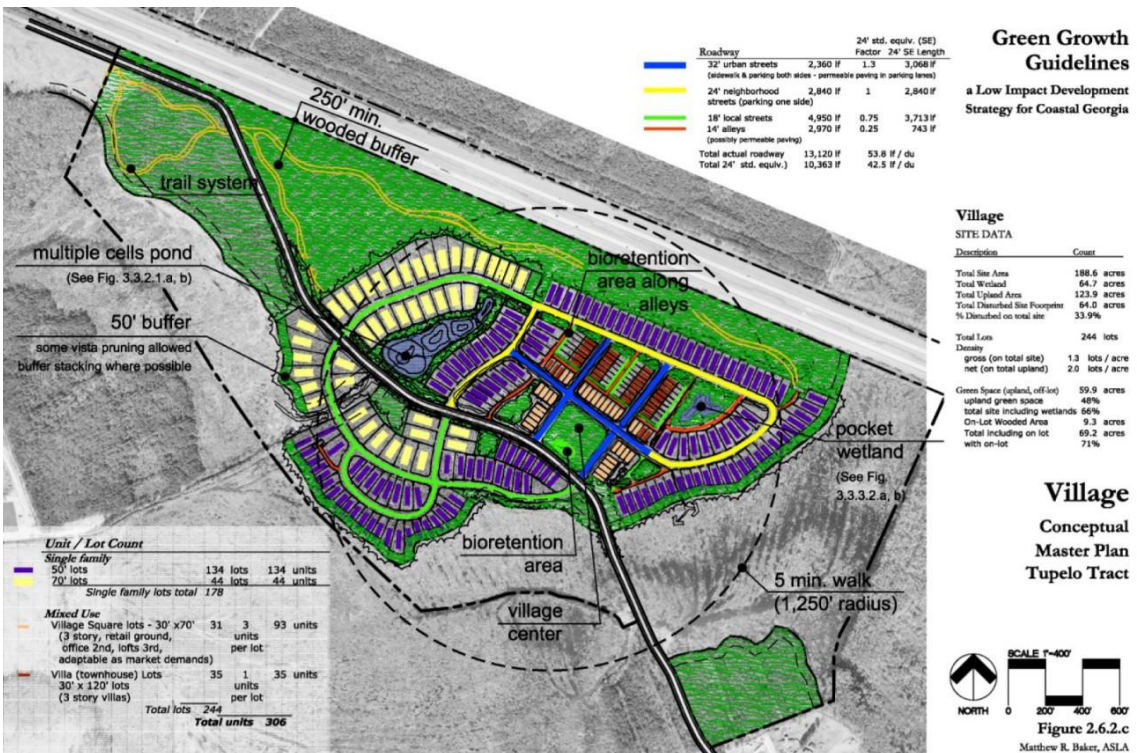 Green Growth
Guidelines
a Low Impact Development
Strategy for Coastal Georgia
24' std. equiv. (SE)
Roadway Factor 24' SE Length
32' urban streets 2,360 lf 1.3 3,068 lf
(sidewalk & parking both sides - permeable paving in parking lanes)
24' neighborhood 2,840 lf 1 2,840 lf
streets (parking one side)
18' local streets 4,950 lf 0.75 3,713 lf
14' alleys 2,970 lf 0.25 743 lf
(possibly permeable paving)
Total actual roadway 13,120 lf 53.8 lf / du
Total 24' std. equiv.) 10,363 lf 42.5 lf / du
250' min.
wooded buffer
trail system
multiple cells pond
(See Fig. 3.3.2.1.a, b)
50' buffer
some vista pruning allowed
buffer stacking where possible
bioretention
area along
alleys
pocket
wetland
(See Fig.
3.3.3.2.a, b)
bioretention
area
village
center
5 min. walk
(1,250' radius)
Village
SITE DATA
Description Count
Total Site Area 188.6 acres
Total Wetland 64.7 acres
Total Upland Area 123.9 acres
Total Disturbed Site Footprint 64.0 acres
% Disturbed on total site 33.9%
Total Lots 244 lots
Density
gross (on total site) 1.3 lots / acre
net (on total upland) 2.0 lots / acre
Green Space (upland, off-lot) 59.9 acres
upland green space 48%
total site including wetlands 66%
On-Lot Wooded Area 9.3 acres
Total including on lot 69.2 acres
with on-lot 71%
Village
Conceptual
Master Plan
Tupelo Tract
Unit / Lot Count
Single family
50' lots 134 lots 134 units
70' lots 44 lots 44 units
Single family lots total 178
Mixed Use
Village Square lots - 30' x70' 31 3 93 units
(3 story, retail ground, units
office 2nd, lofts 3rd, per lot
adaptable as market demands)
Villa (townhouse) Lots 35 1 35 units
30' x 120' lots units
(3 story villas) per lot
Total lots 244
Total units 306
SCALE 1"=400'
NORTH 0 200' 400' 600'
Figure 2.6.2.c
Matthew R. Baker, ASLA